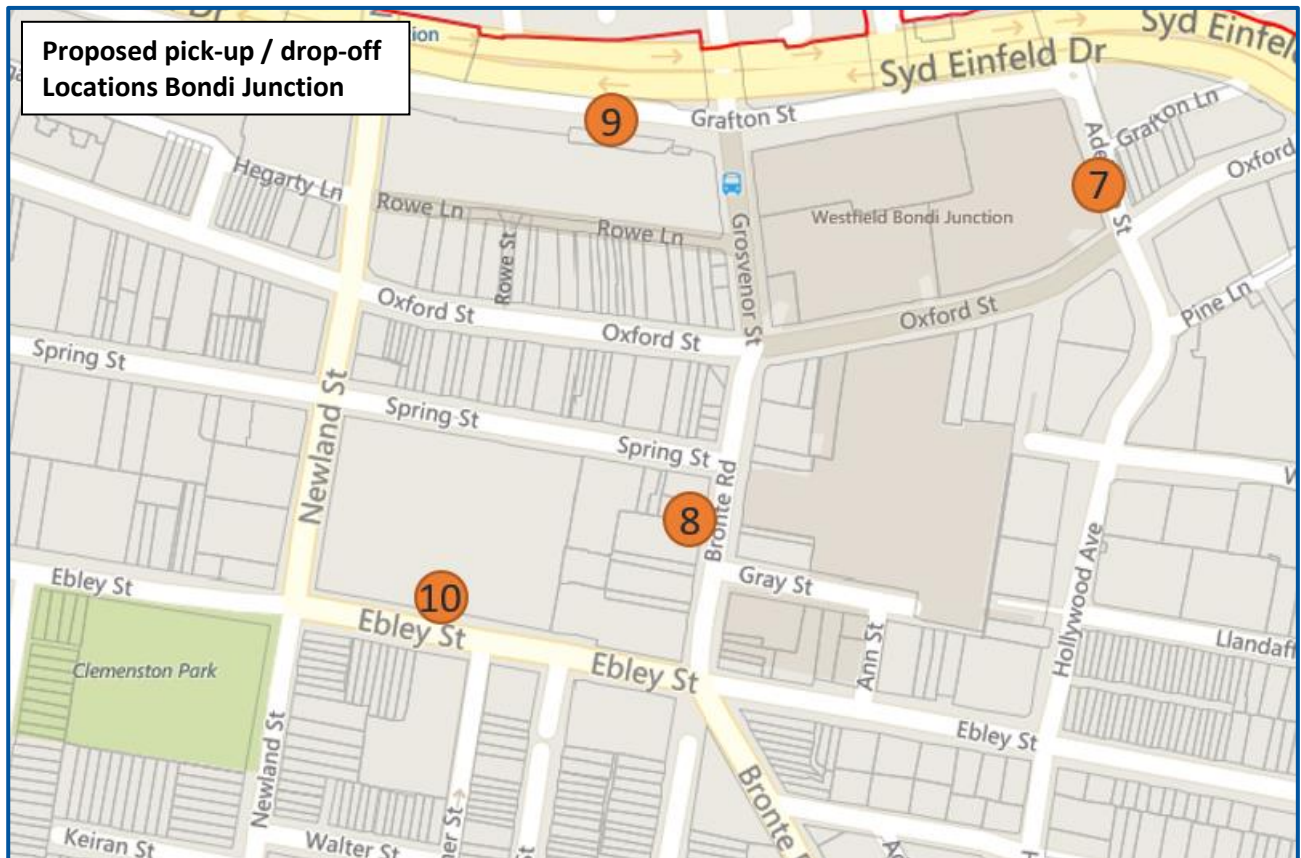 Proposed pick-up / drop-off
Locations Bondi Junction
Dr
ion
Syd Einfeld Dr
Syd Einfel
9
Grafton St
Grafton Ln
7
Oxford
Hegarty Ln
Rowe Ln
Rowe Ln
Rowe St
Grosvenor St
Westfield Bondi Junction
Pine Ln
Oxford St
Oxford St
Oxford St
Spring St
Spring St
Spring St
Newland St
8
Bronte Rd
Hollywood Ave
Ebley St
10
Ebley St
Gray St
Ann St
Llandaff
Clemenston Park
Ebley St
Ebley St
Newland St
Bronte
Keiran St
Walter St